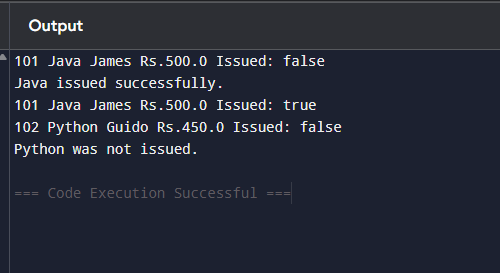 Output
101 Java James Rs.500.0 Issued: false
Java issued successfully.
101 Java James Rs.500.0 Issued: true
102 Python Guido Rs.450.0 Issued: false
Python was not issued.
=== Code Execution Successful ===